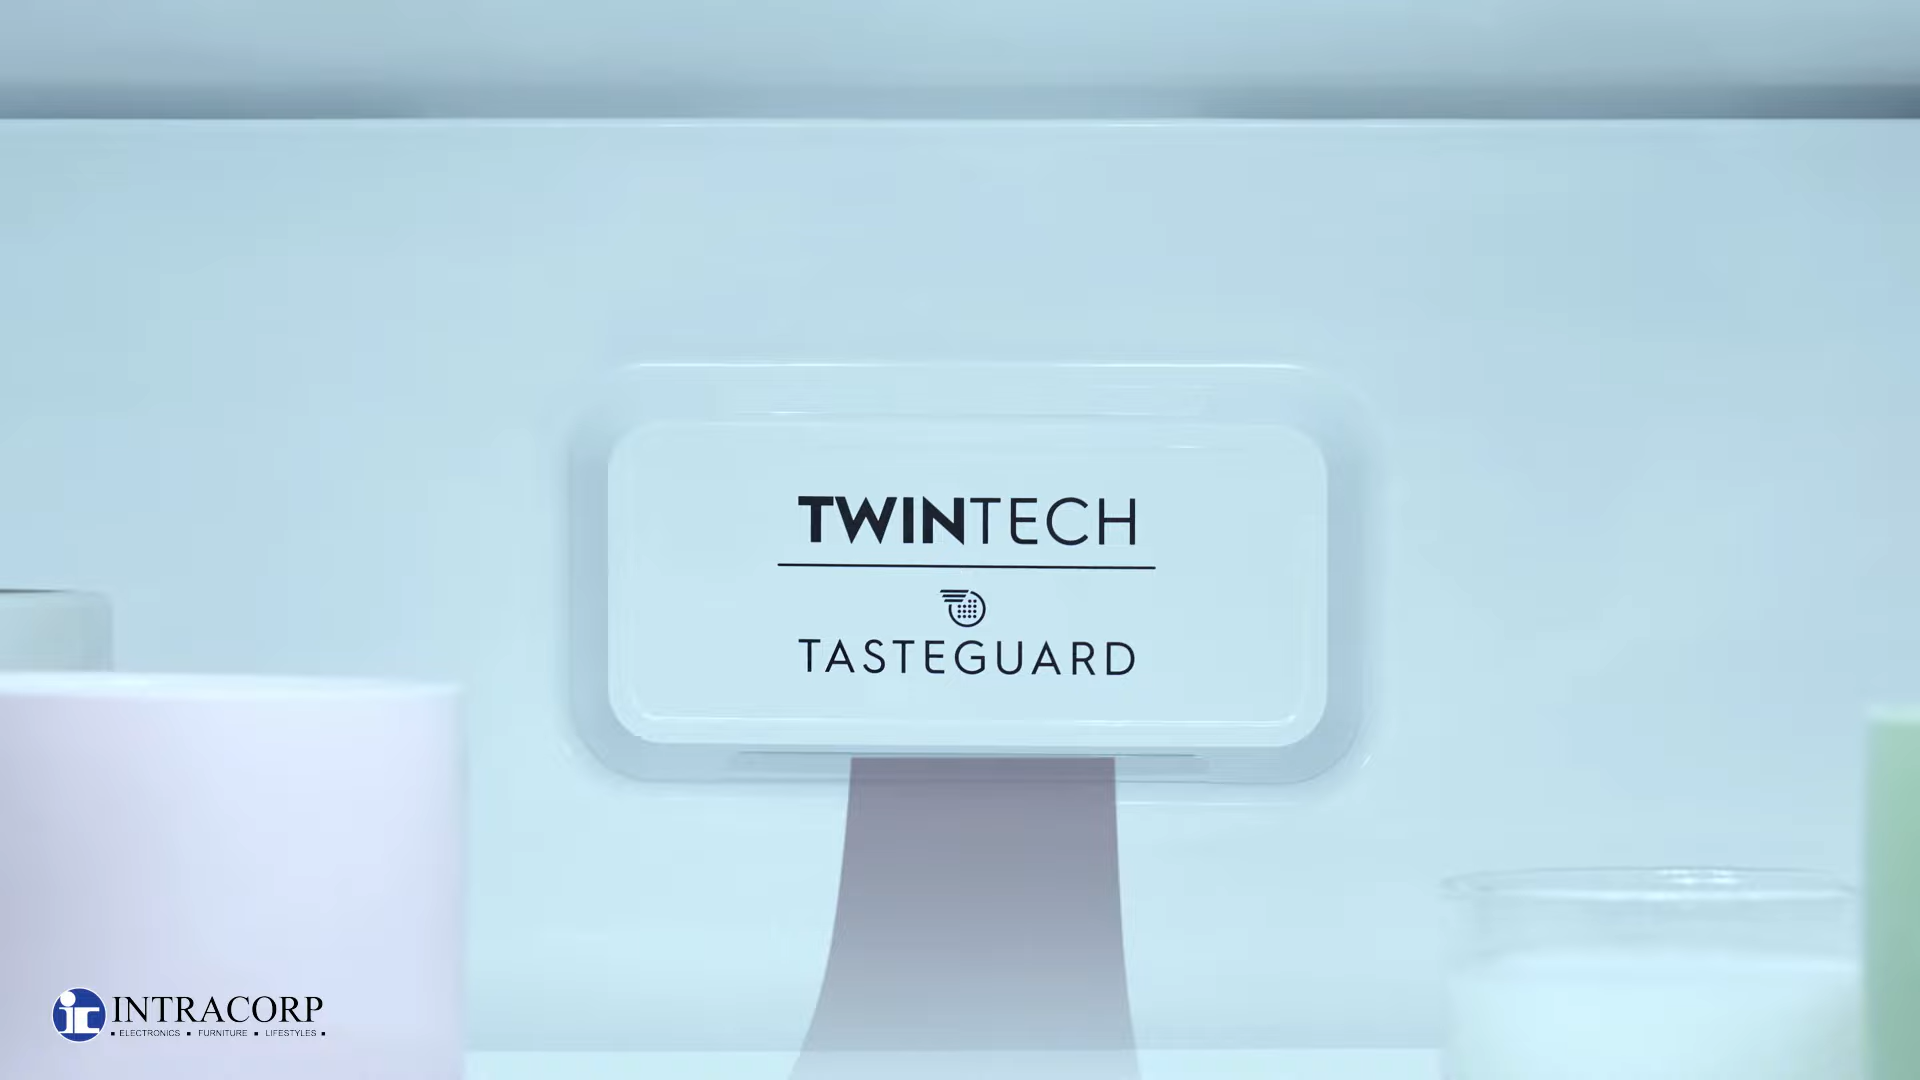 TWINTECH
TASTEGUARD
INTRACORP
▪ ELECTRONICS ▪ FURNITURE ▪ LIFESTYLES ▪